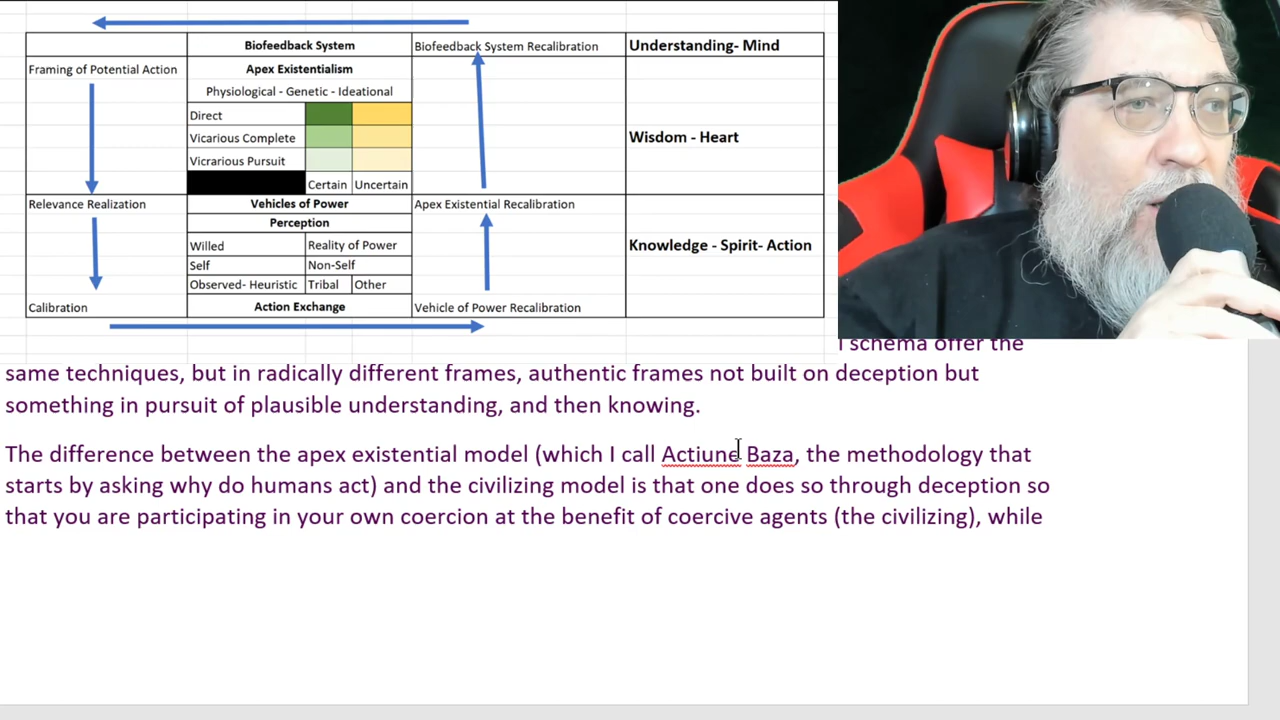 Biofeedback System Biofeedback System Recalibration Understanding- Mind
Framing of Potential Action Apex Existentialism
Physiological - Genetic - Ideational
Direct
Vicarious Complete Wisdom - Heart
Vicrarious Pursuit
Certain Uncertain
Relevance Realization Vehicles of Power Apex Existential Recalibration
Perception
Willed Reality of Power Knowledge - Spirit- Action
Self Non-Self
Observed- Heuristic Tribal Other
Calibration Action Exchange Vehicle of Power Recalibration
schema offer the
same techniques, but in radically different frames, authentic frames not built on deception but
something in pursuit of plausible understanding, and then knowing.
The difference between the apex existential model (which I call Actiune Baza, the methodology that
starts by asking why do humans act) and the civilizing model is that one does so through deception so
that you are participating in your own coercion at the benefit of coercive agents (the civilizing), while